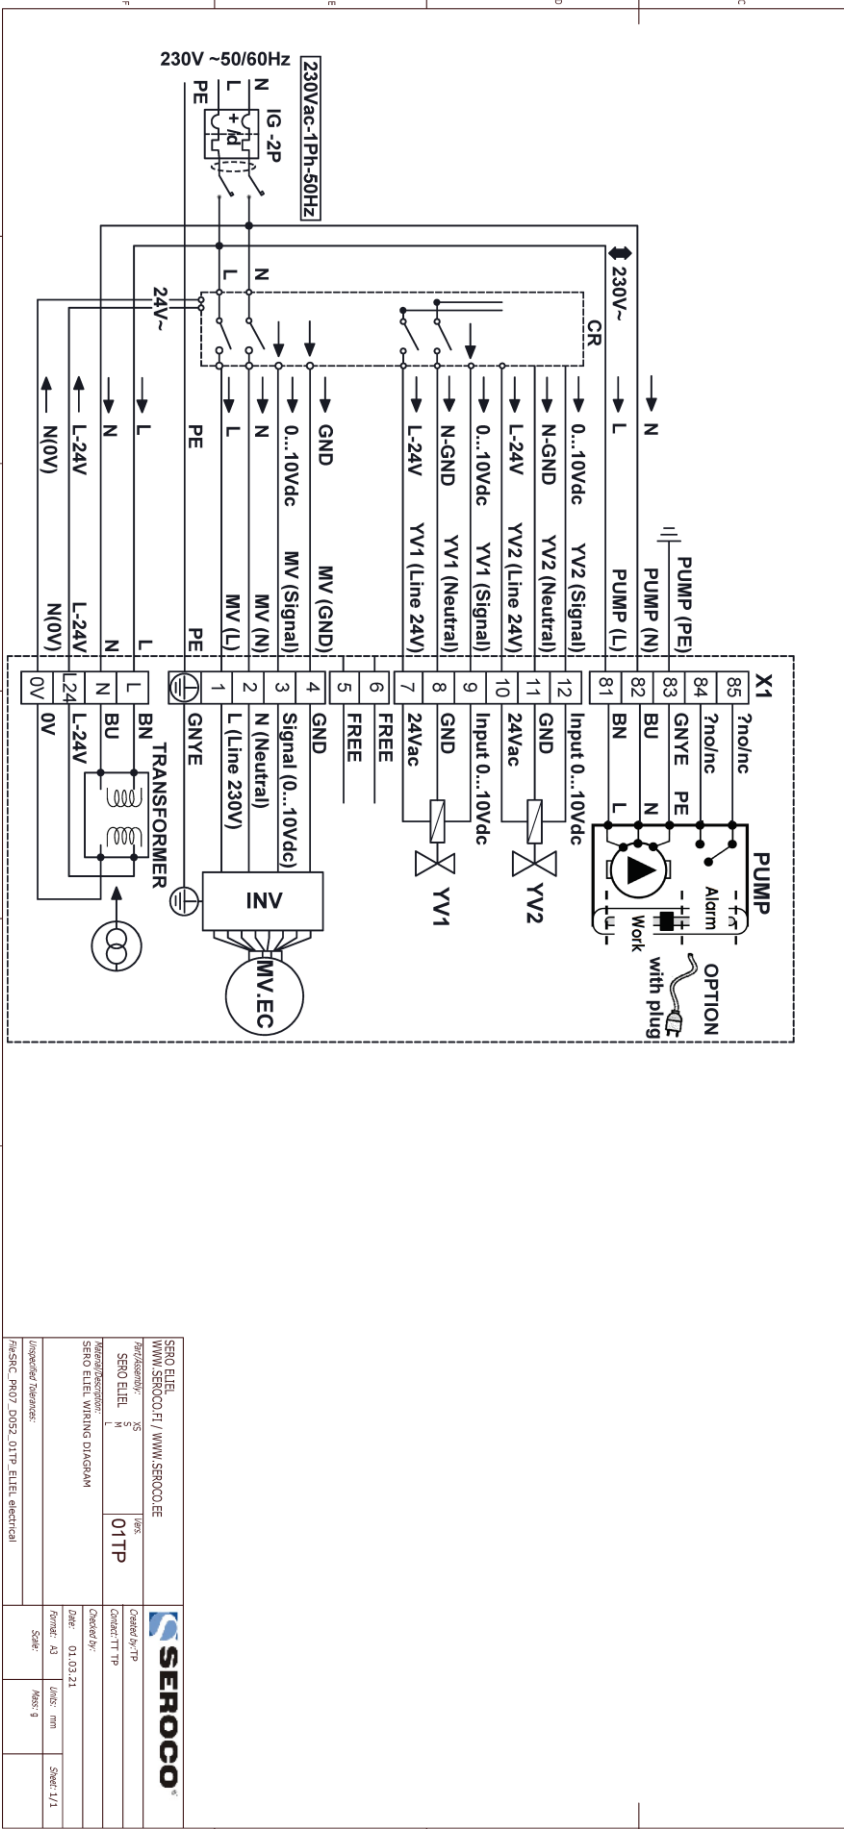 230V ~50/60Hz
PE
L
N
+
/d
IG -2P
230Vac-1Ph-50Hz
24V~
L
N
CR
230V~
N(0V)
L-24V
N
L
PE
L
N
0...10Vdc
GND
L-24V
N-GND
0...10Vdc
L-24V
N-GND
0...10Vdc
L
N
N(0V)
L-24V
N
L
PE
MV (L)
MV (N)
MV (Signal)
MV (GND)
YV1 (Line 24V)
YV1 (Neutral)
YV1 (Signal)
YV2 (Line 24V)
YV2 (Neutral)
YV2 (Signal)
PUMP (L)
PUMP (N)
PUMP (PE)
X1
0V
L24
N
L
1
2
3
4
5
6
7
8
9
10
11
12
81
82
83
84
85
0V
L-24V
BU
BN
GNYE
L (Line 230V)
N (Neutral)
Signal (0...10Vdc)
GND
FREE
FREE
24Vac
GND
Input 0...10Vdc
24Vac
GND
Input 0...10Vdc
BN
BU
GNYE
?no/nc
?no/nc
L
N
PE
TRANSFORMER
INV
MV.EC
YV1
YV2
PUMP
Alarm
Work
OPTION
with plug
SERO ELIEL
WWW.SEROCO.FI / WWW.SEROCO.EE
Part/Assembly:
SERO ELIEL
XS
S
M
L
Vers.
01TP
Material/Description:
SERO ELIEL WIRING DIAGRAM
Unspecified Tolerances:
File:SRC_PR07_D052_01TP_ELIEL electrical
SEROCO
Created by:TP
Contact:TT TP
Checked by:
Date: 01.03.21
Format: A3
Units: mm
Sheet: 1/1
Scale:
Mass: g
F
E
D
C